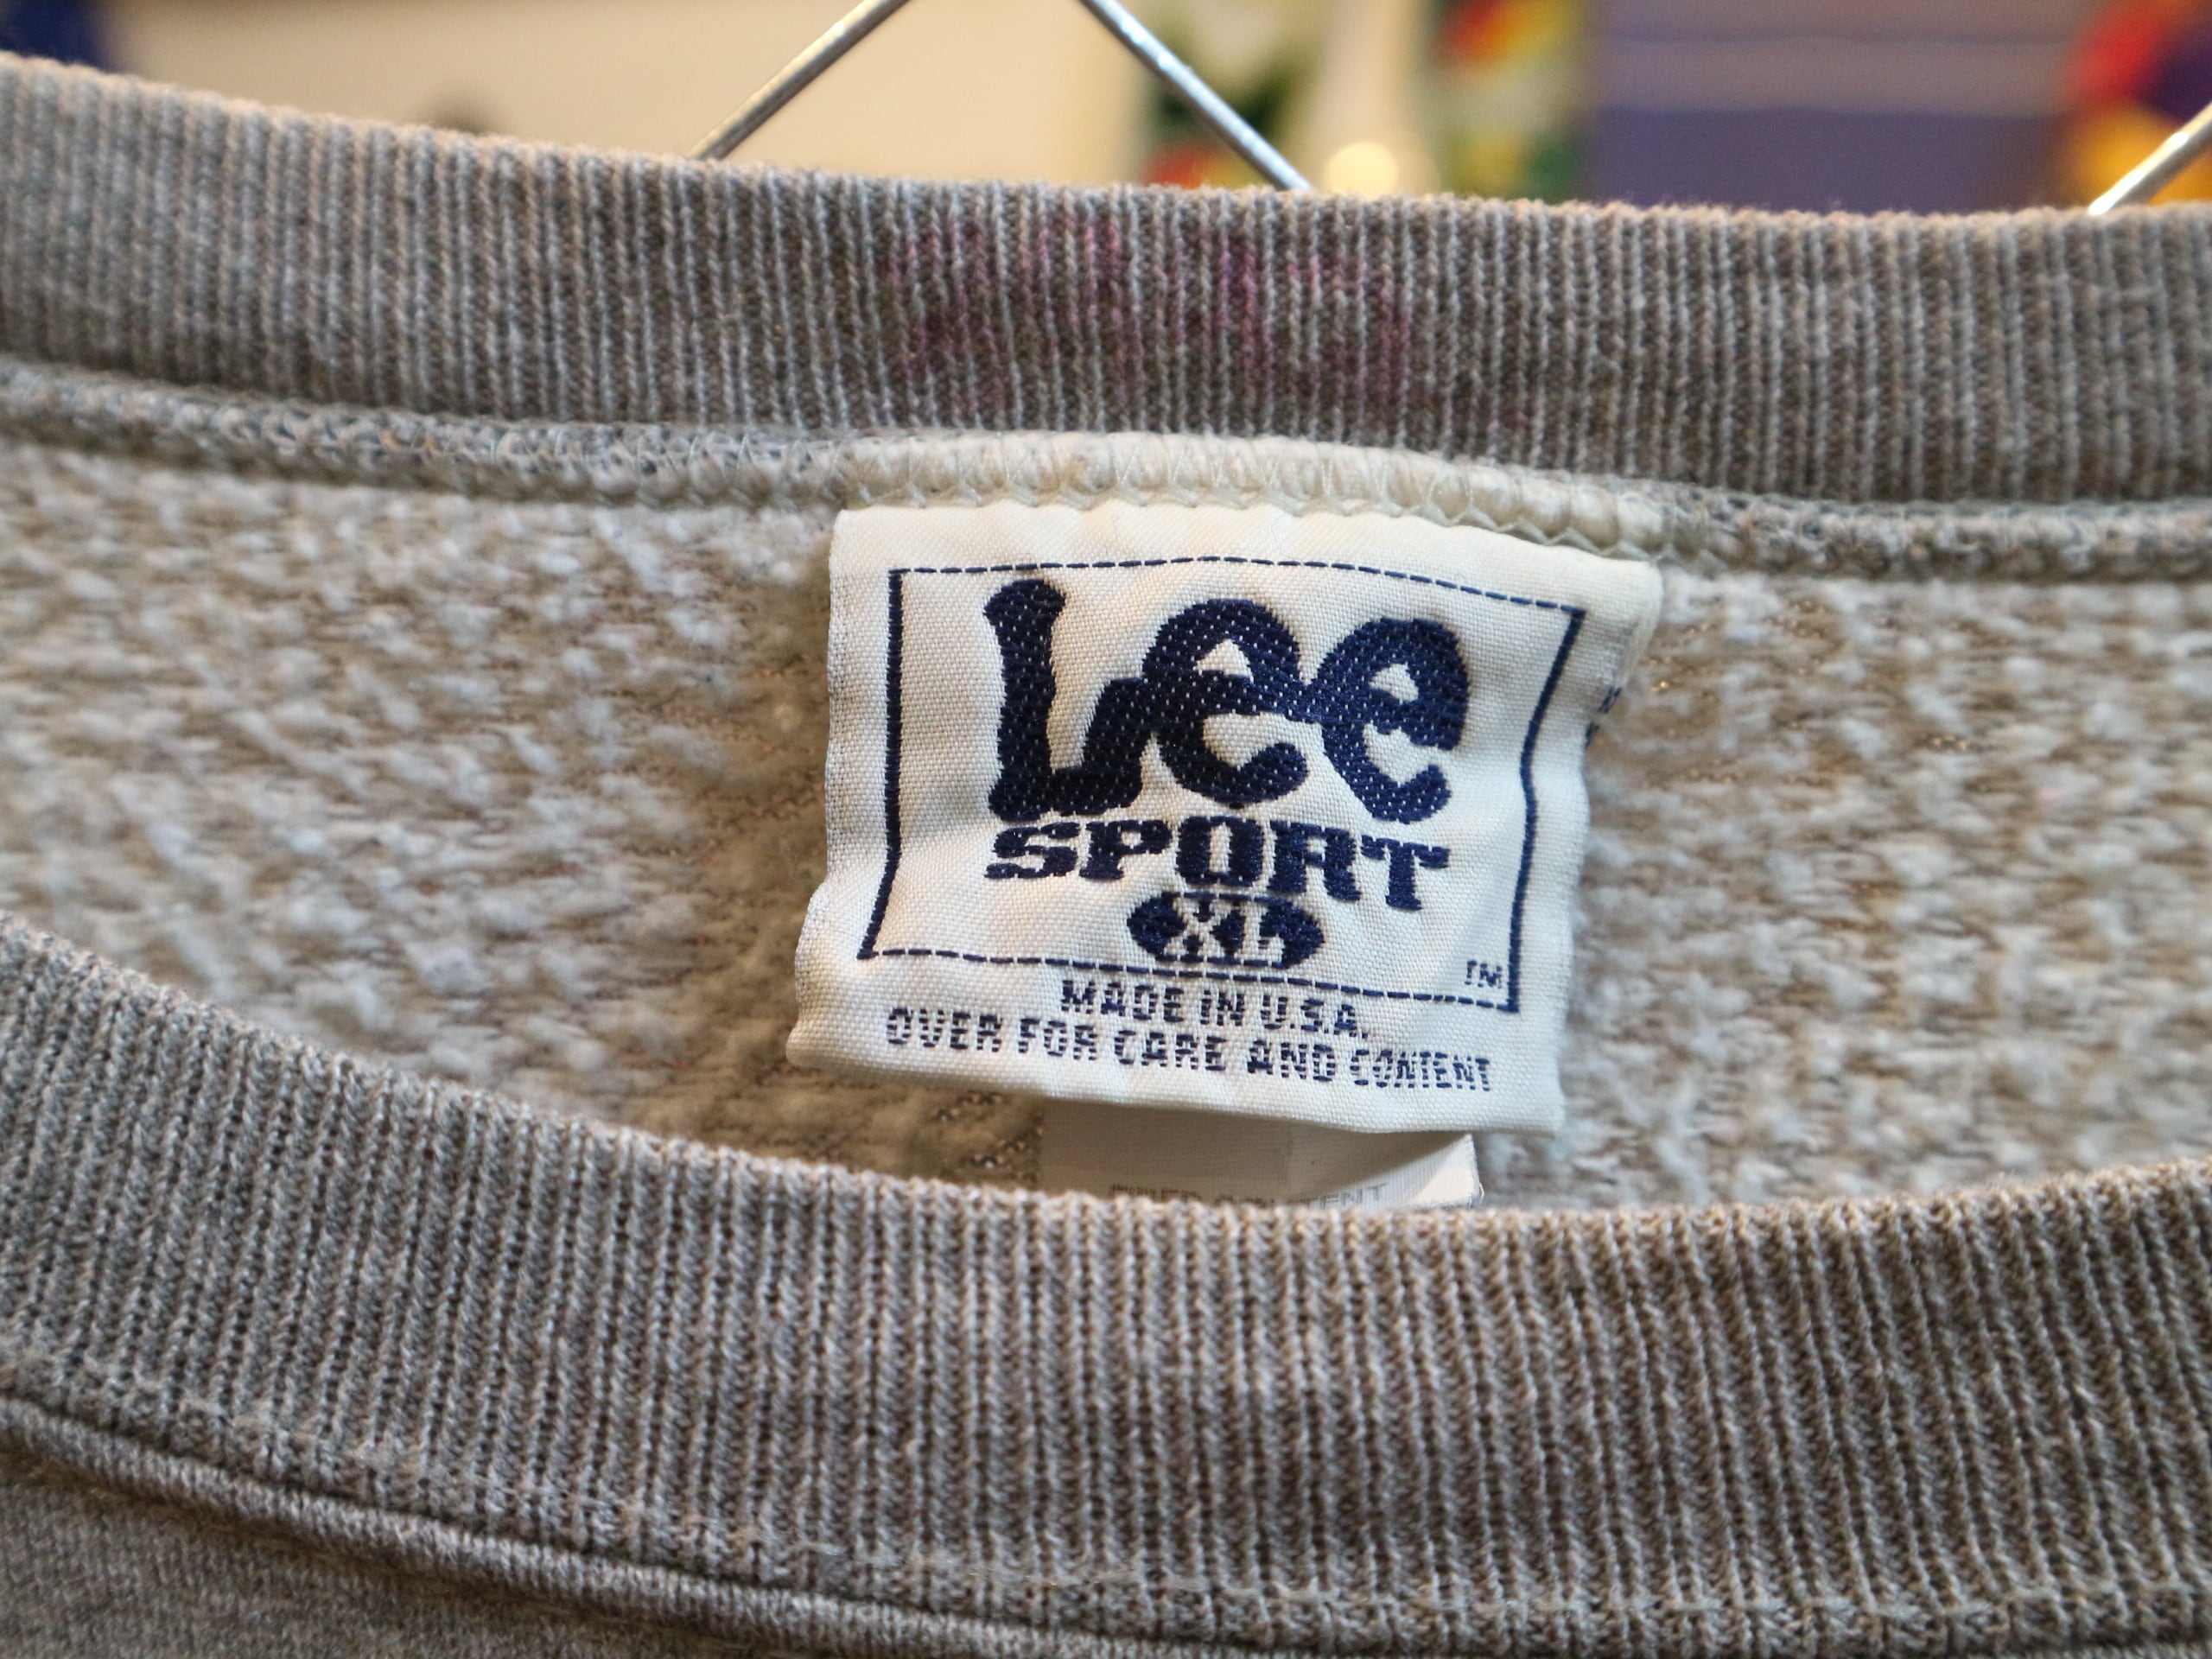 Lee
SPORT
XL
TM
MADE IN U.S.A.
OVER FOR CARE AND CONTENT